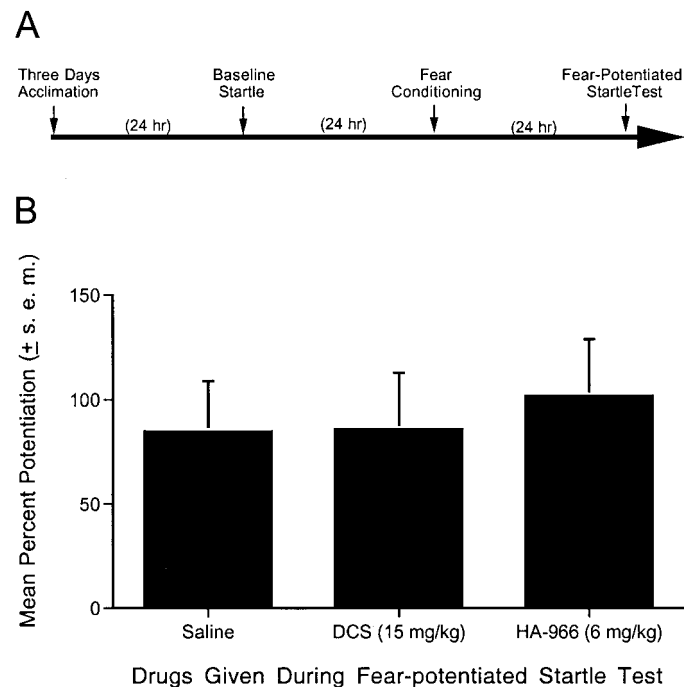 A
Three Days
Acclimation
Baseline
Startle
Fear
Conditioning
Fear-Potentiated
StartleTest
(24 hr)
(24 hr)
(24 hr)
B
Mean Percent Potentiation (± s. e. m.)
150
100
50
0
Saline
DCS (15 mg/kg)
HA-966 (6 mg/kg)
Drugs Given During Fear-potentiated Startle Test